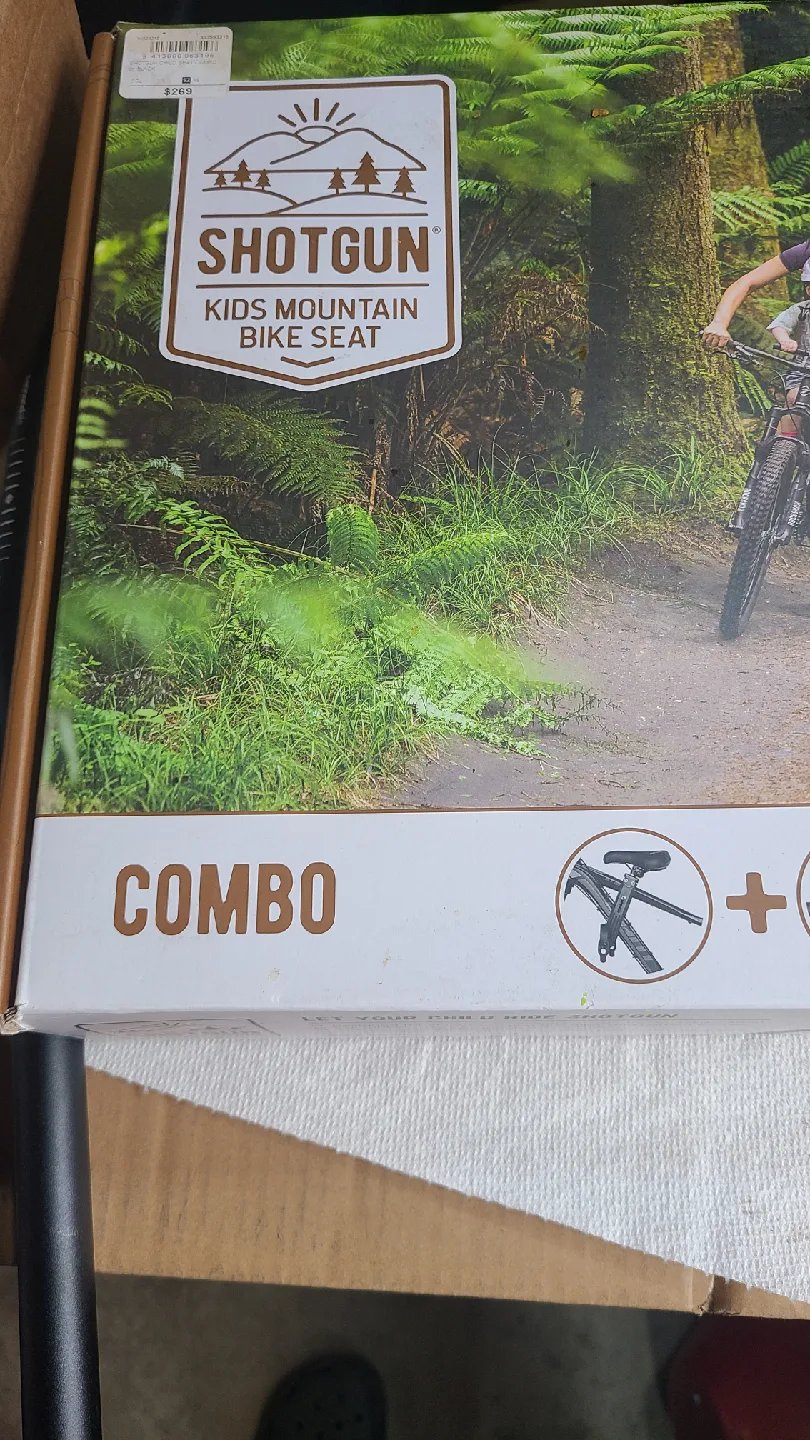 $269
SHOTGUN®
KIDS MOUNTAIN
BIKE SEAT
COMBO
+
LET YOUR CHILD RIDE SHOTGUN